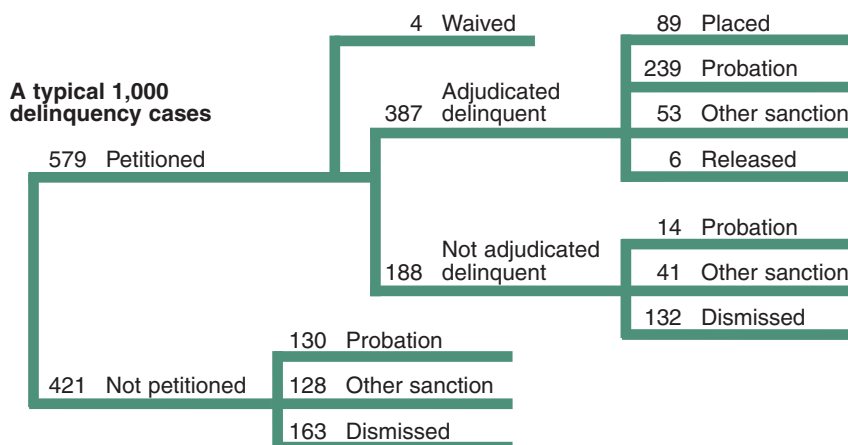 A typical 1,000
delinquency cases
579 Petitioned
4 Waived
387 Adjudicated
delinquent
89 Placed
239 Probation
53 Other sanction
6 Released
188 Not adjudicated
delinquent
14 Probation
41 Other sanction
132 Dismissed
421 Not petitioned
130 Probation
128 Other sanction
163 Dismissed